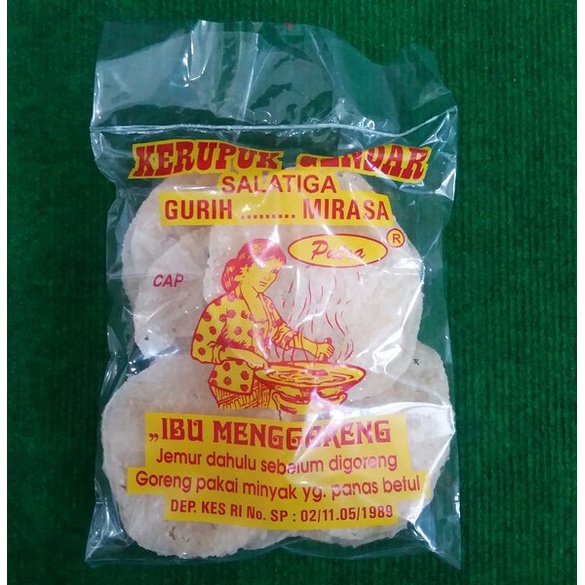 KERUPUK GENDAR
SALATIGA
GURIH ......... MIRASA
Putra ®
CAP
„IBU MENGGORENG
Jemur dahulu sebelum digoreng
Goreng pakai minyak yg. panas betul
DEP. KES RI No. SP : 02/11.05/1989